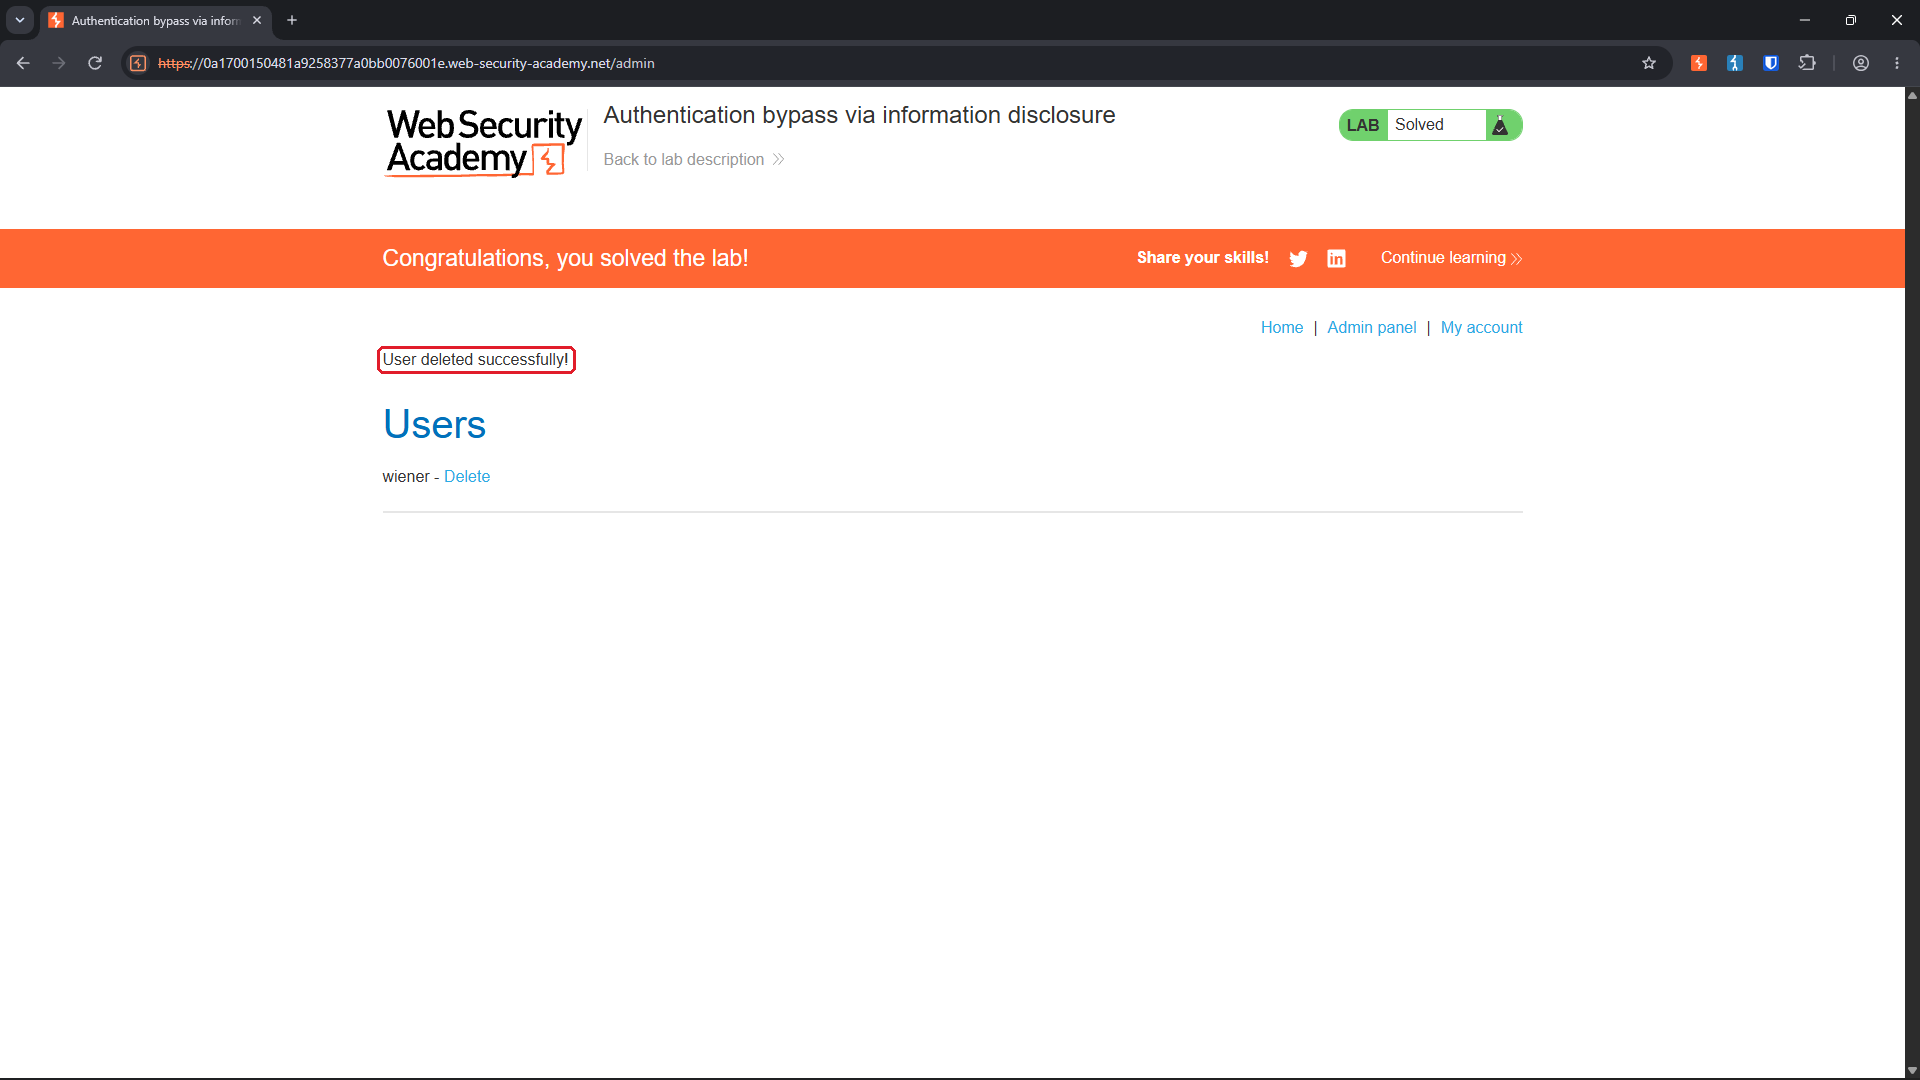 Authentication bypass via inform
https://0a1700150481a9258377a0bb0076001e.web-security-academy.net/admin
Web Security Academy
Authentication bypass via information disclosure
Back to lab description
LAB Solved
Congratulations, you solved the lab!
Share your skills!
Continue learning
Home | Admin panel | My account
User deleted successfully!
Users
wiener - Delete